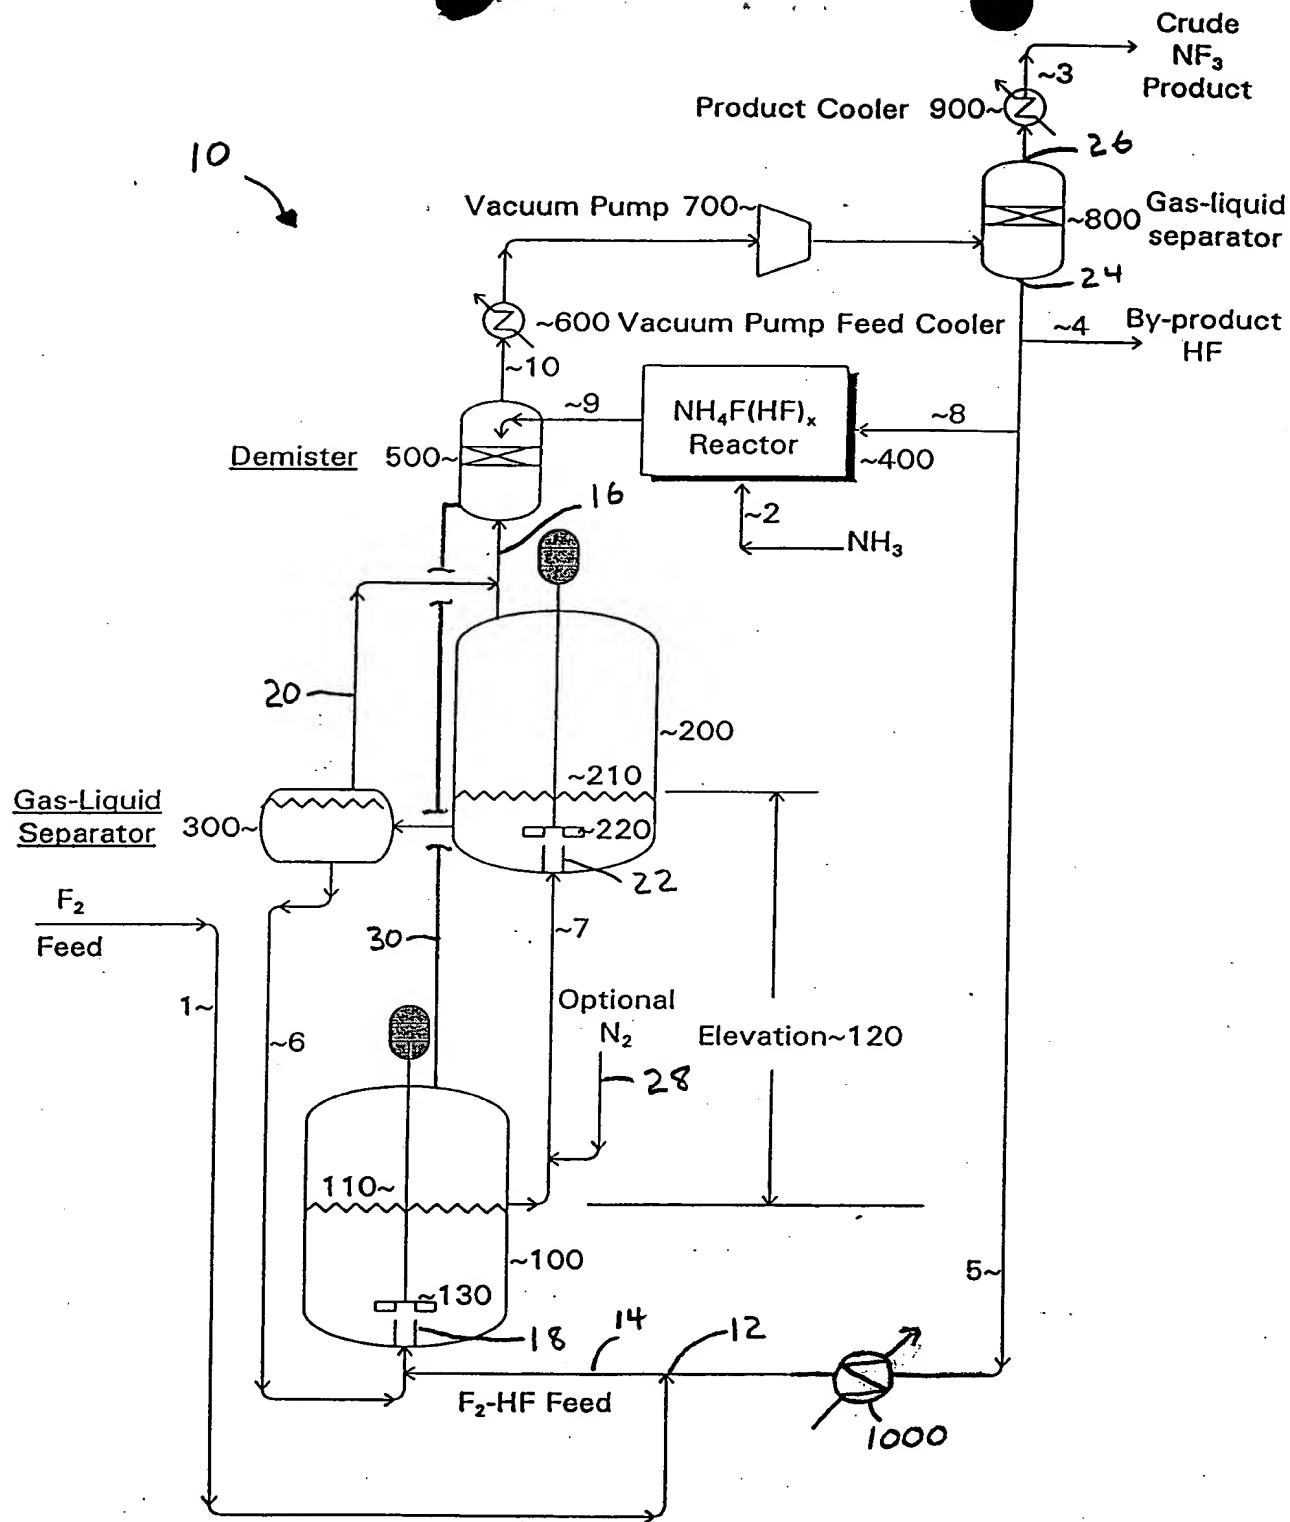 Crude
NF₃
Product
~3
Product Cooler 900~
26
10
Vacuum Pump 700~
~800 Gas-liquid
separator
24
~600 Vacuum Pump Feed Cooler
~4
By-product
HF
~10
~9
NH₄F(HF)ₓ
Reactor
~8
~400
Demister 500~
16
~2
NH₃
20
~200
~210
Gas-Liquid
Separator 300~
~220
22
F₂
Feed
30
~7
1~
Optional
N₂
~6
Elevation~120
28
110~
~100
5~
~130
18
14
12
F₂-HF Feed
1000